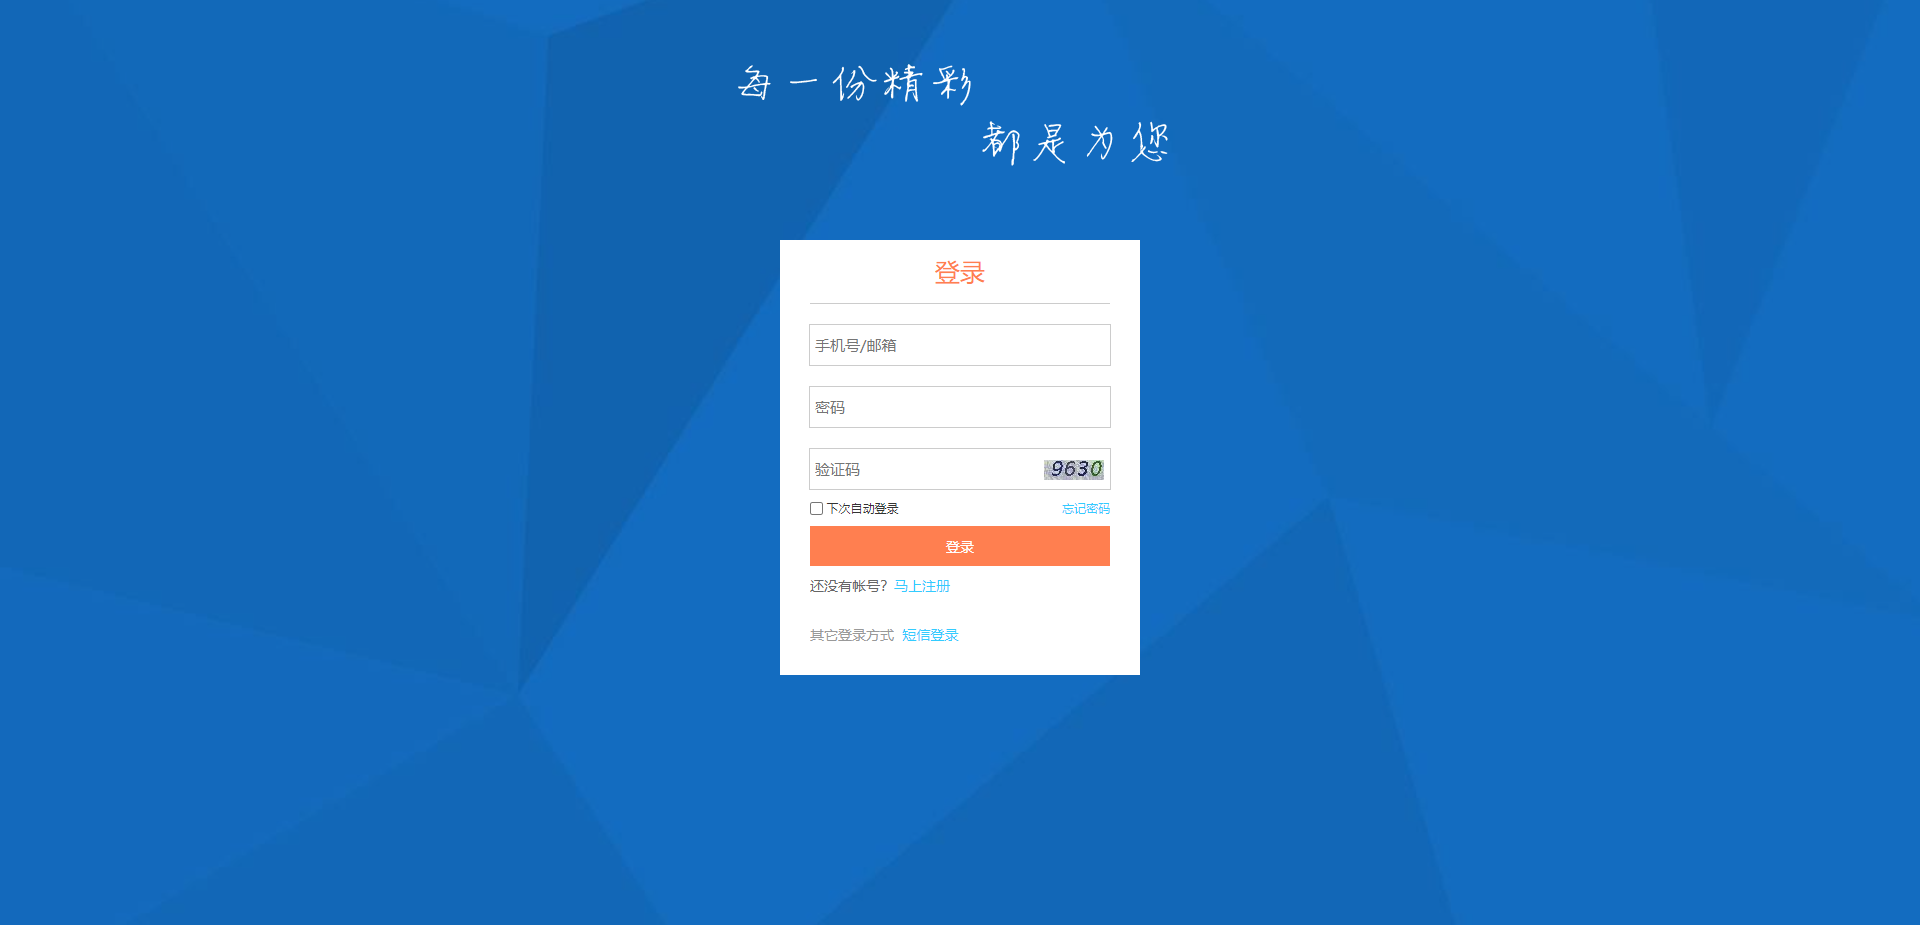 每一份精彩
都是为您
登录
手机号/邮箱
密码
验证码 9630
下次自动登录 忘记密码
登录
还没有帐号? 马上注册
其它登录方式 短信登录